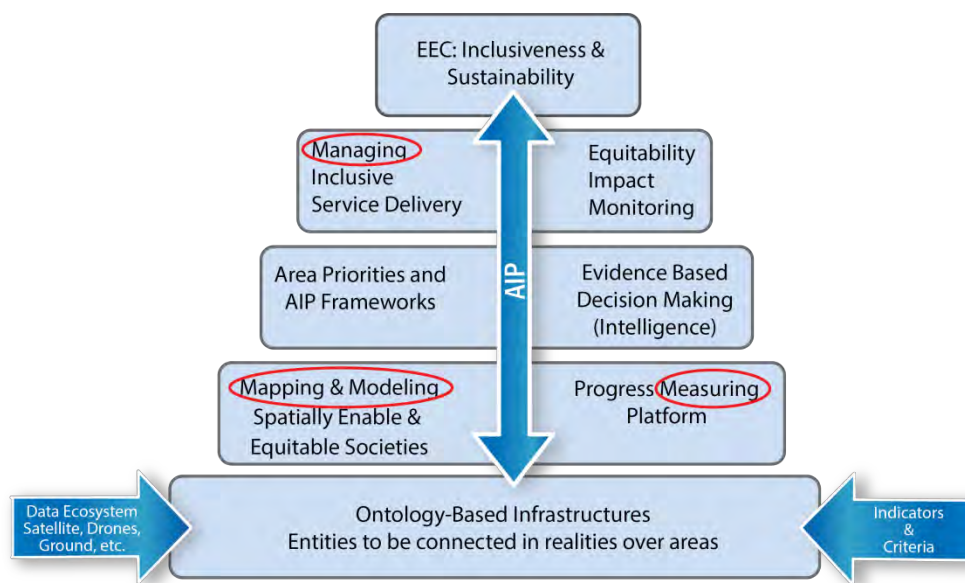 EEC: Inclusiveness &
Sustainability
Managing
Inclusive
Service Delivery
Equitability
Impact
Monitoring
AIP
Area Priorities and
AIP Frameworks
Evidence Based
Decision Making
(Intelligence)
Mapping & Modeling
Spatially Enable &
Equitable Societies
Progress Measuring
Platform
Data Ecosystem
Satellite, Drones,
Ground, etc.
Ontology-Based Infrastructures
Entities to be connected in realities over areas
Indicators
&
Criteria